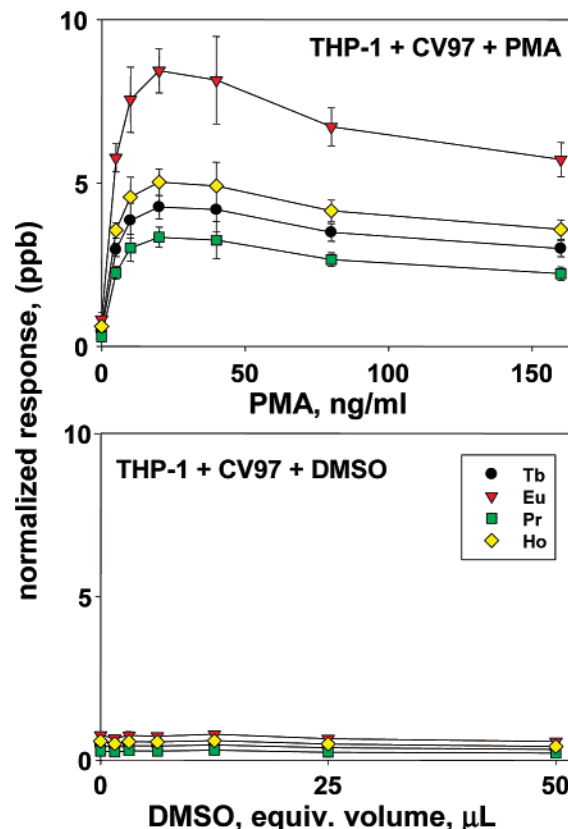 10
THP-1 + CV97 + PMA
5
0
0
50
100
150
PMA, ng/ml
normalized response, (ppb)
10
THP-1 + CV97 + DMSO
Tb
Eu
Pr
Ho
5
0
0
25
50
DMSO, equiv. volume, μL